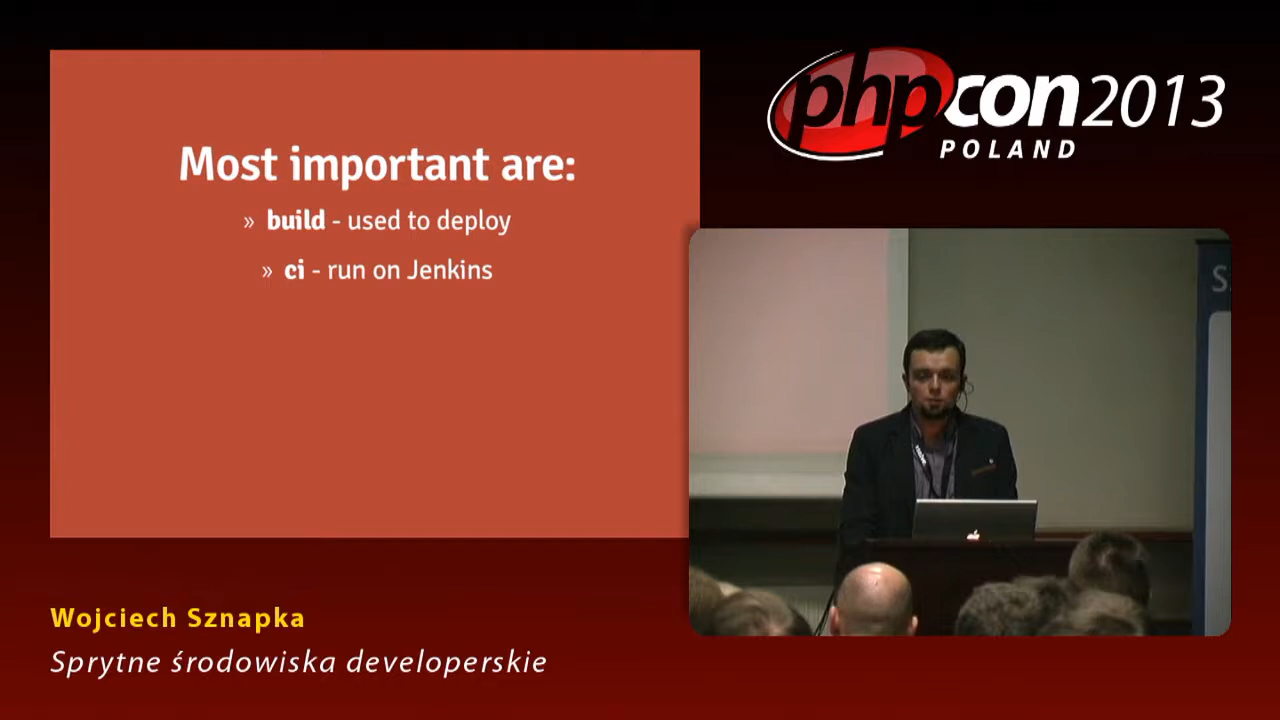 Most important are:
» build - used to deploy
» ci - run on Jenkins
phpcon2013
POLAND
Wojciech Sznapka
Sprytne środowiska developerskie